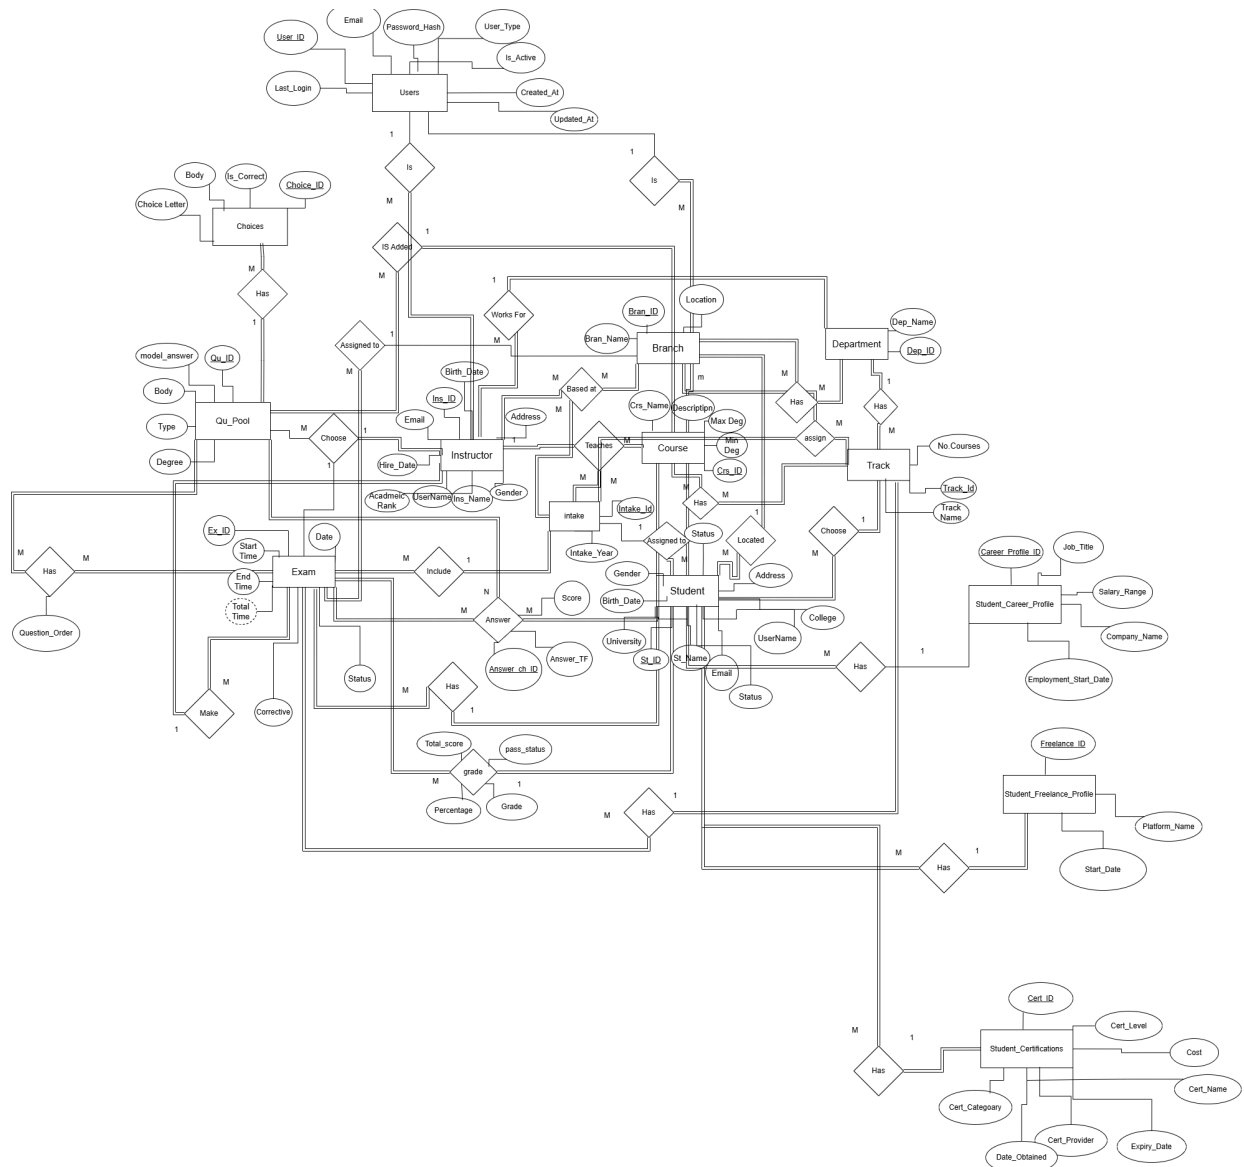 Email
Password_Hash
User_Type
User_ID
Is_Active
Last_Login
Users
Created_At
Updated_At
1
1
Is
Is
M
M
Body
Is_Correct
Choice_ID
Choice Letter
Choices
IS Added
1
M
M
Has
1
1
Works For
Location
Bran_ID
Bran_Name
Branch
Dep_Name
Department
Dep_ID
1
Assigned to
M
M
1
M
model_answer
Qu_ID
Body
Type
Degree
Qu_Pool
Birth_Date
Ins_ID
Email
Address
Instructor
Hire_Date
Acadmeic
Rank
UserName
Ins_Name
Gender
1
Based at
M
M
M
m
M
M
Has
M
1
Has
M
Crs_Name
Descriptipn
Max Deg
Min
Deg
Crs_ID
Course
assign
No.Courses
Track
Track_Id
Track
Name
M
Choose
1
1
Teaches
M
M
M
M
Has
M
intake
Intake_Id
Intake_Year
1
Assigned to
M
Status
1
Located
M
Choose
1
M
Ex_ID
Date
Start
Time
End
Time
Total
Time
Exam
M
Has
M
Question_Order
M
Include
1
Status
Corrective
M
Make
1
N
Answer
M
M
Score
Answer_TF
Answer_ch_ID
Gender
Birth_Date
Student
Address
University
St_ID
St_Name
Email
UserName
College
Status
Career_Profile_ID
Job_Title
Student_Career_Profile
Salary_Range
Company_Name
Employment_Start_Date
M
Has
1
M
Has
1
Total_score
pass_status
grade
M
1
Percentage
Grade
M
Has
1
Freelance_ID
Student_Freelance_Profile
Platform_Name
Start_Date
M
Has
1
M
Has
1
Cert_ID
Student_Certifications
Cert_Level
Cost
Cert_Name
Cert_Categoary
Date_Obtained
Cert_Provider
Expiry_Date